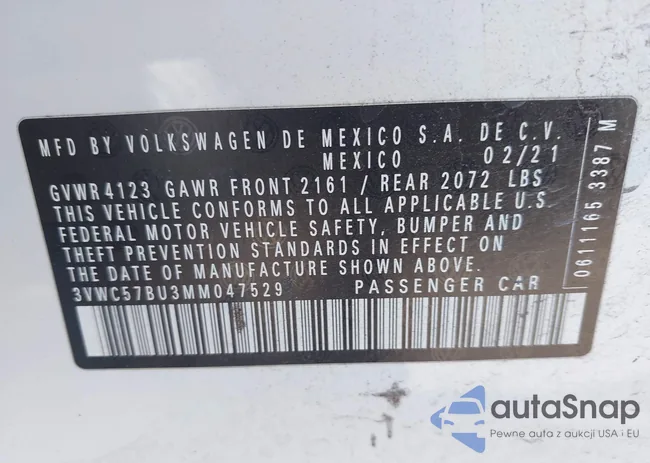 MFD BY VOLKSWAGEN DE MEXICO S.A. DE C.V.
MEXICO 02/21
GVWR 4123 GAWR FRONT 2161 / REAR 2072 LBS
THIS VEHICLE CONFORMS TO ALL APPLICABLE U.S.
FEDERAL MOTOR VEHICLE SAFETY, BUMPER AND
THEFT PREVENTION STANDARDS IN EFFECT ON
THE DATE OF MANUFACTURE SHOWN ABOVE.
3VWC57BU3MM047529 PASSENGER CAR
0611165 3387 M
autaSnap
Pewne auta z aukcji USA i EU